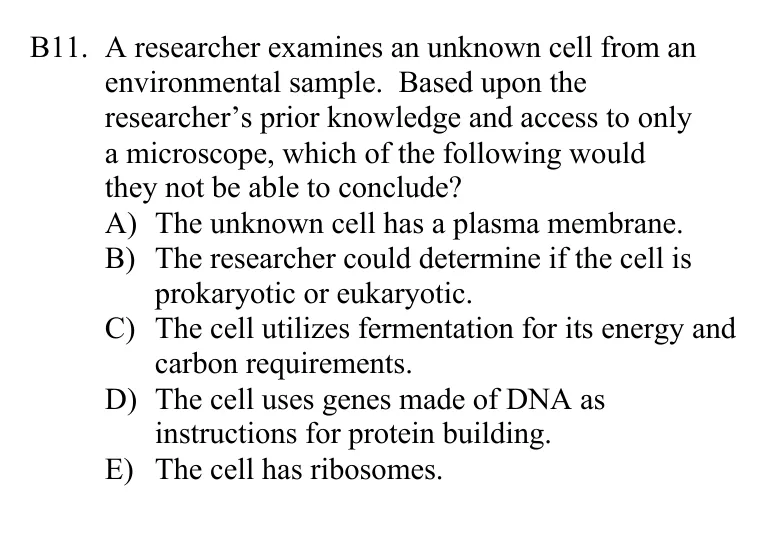 B11. A researcher examines an unknown cell from an
environmental sample. Based upon the
researcher’s prior knowledge and access to only
a microscope, which of the following would
they not be able to conclude?
A) The unknown cell has a plasma membrane.
B) The researcher could determine if the cell is
prokaryotic or eukaryotic.
C) The cell utilizes fermentation for its energy and
carbon requirements.
D) The cell uses genes made of DNA as
instructions for protein building.
E) The cell has ribosomes.